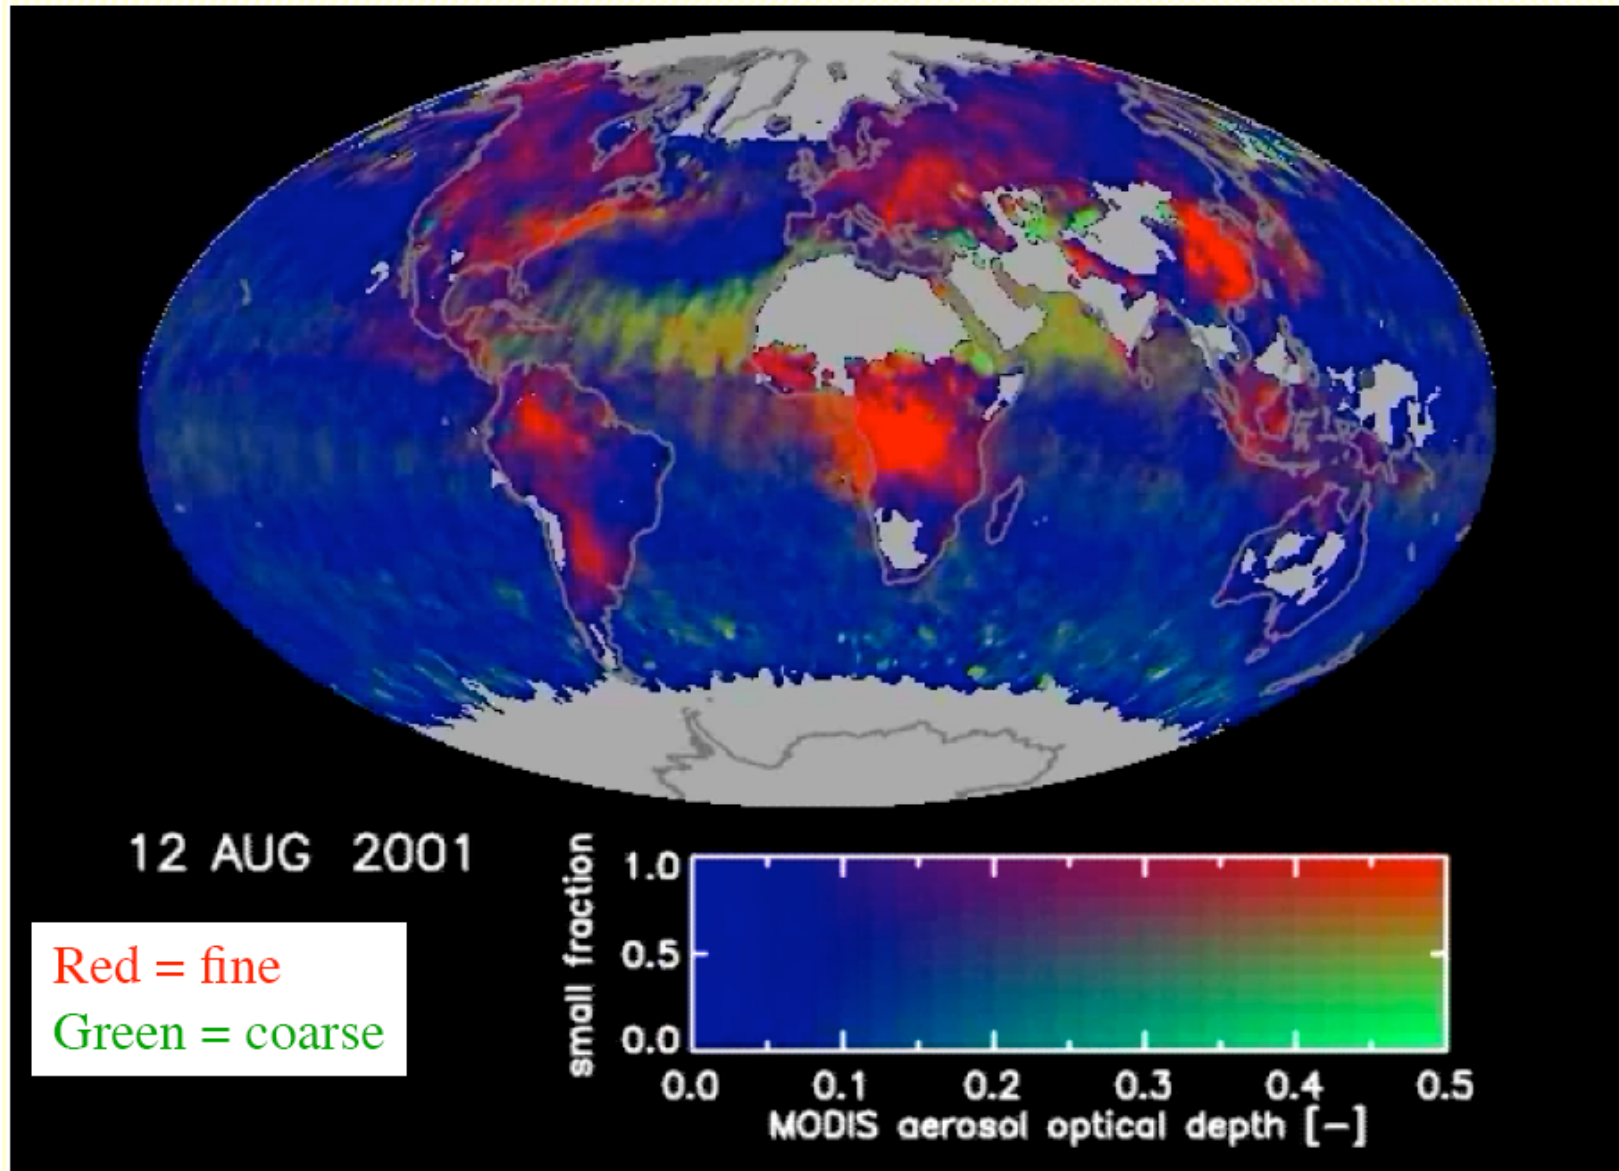 12 AUG 2001
Red = fine
Green = coarse
small fraction
1.0
0.5
0.0
0.0 0.1 0.2 0.3 0.4 0.5
MODIS aerosol optical depth [-]